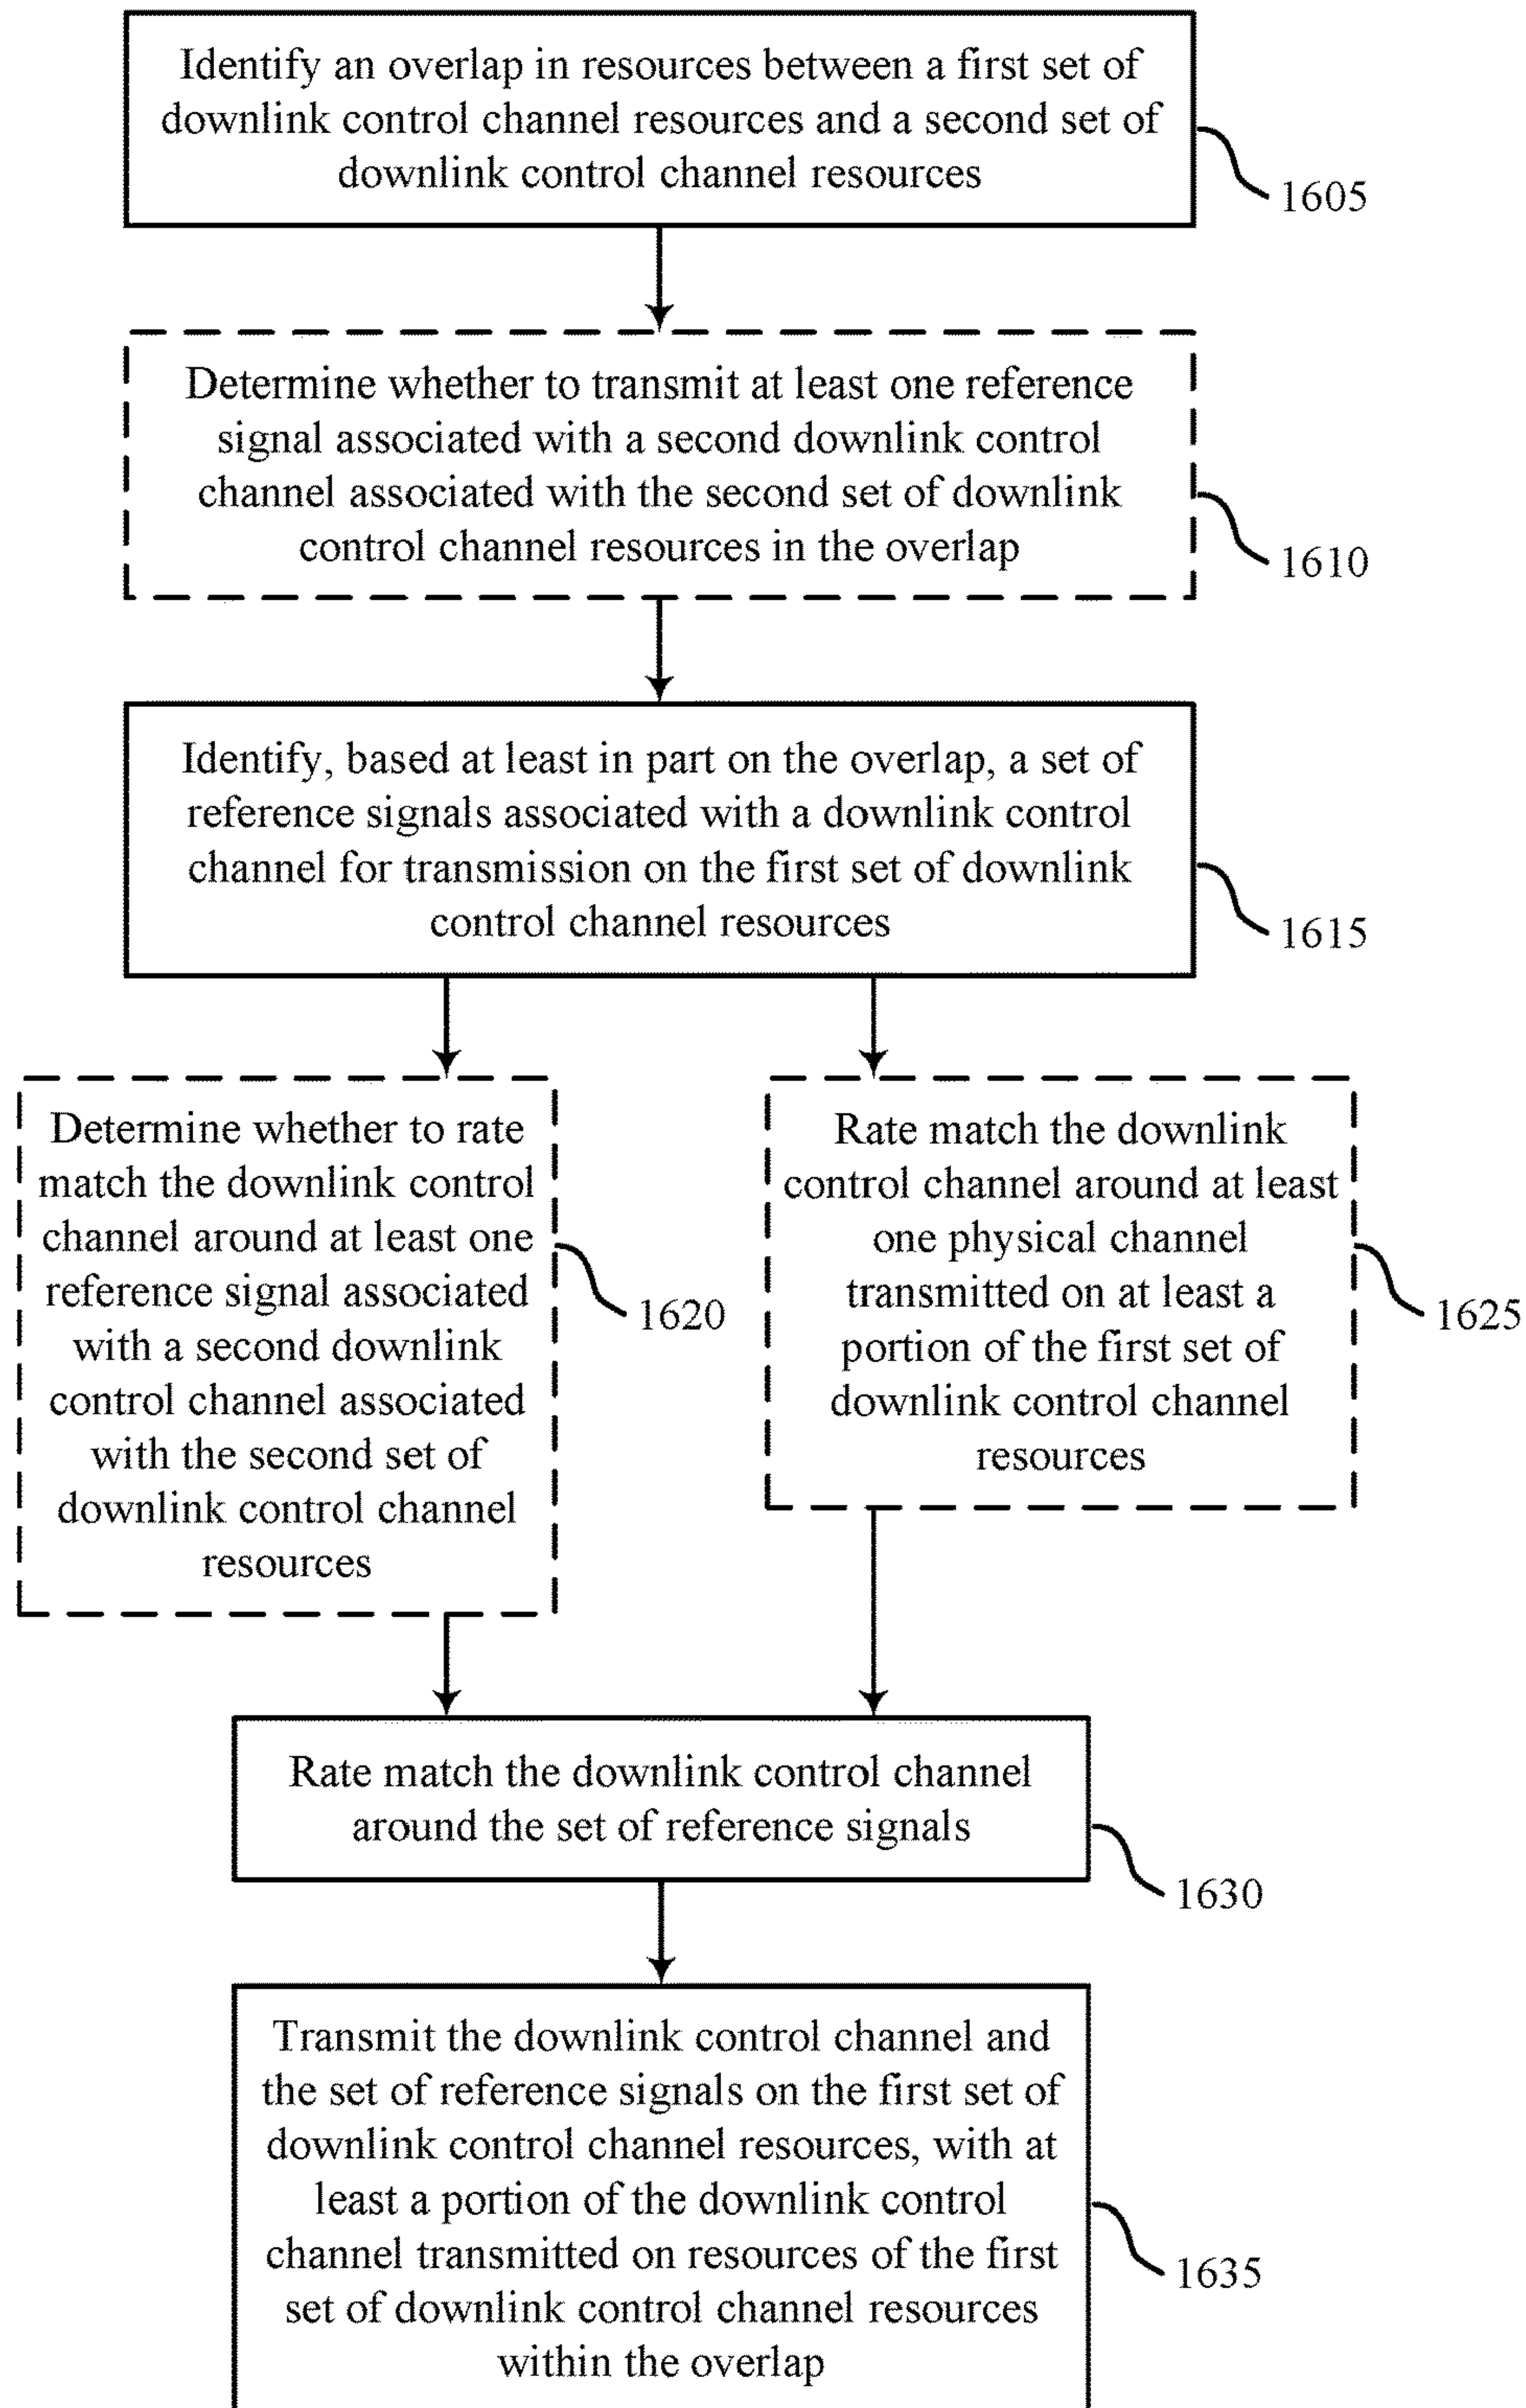 Identify an overlap in resources between a first set of
downlink control channel resources and a second set of
downlink control channel resources
1605
Determine whether to transmit at least one reference
signal associated with a second downlink control
channel associated with the second set of downlink
control channel resources in the overlap
1610
Identify, based at least in part on the overlap, a set of
reference signals associated with a downlink control
channel for transmission on the first set of downlink
control channel resources
1615
Determine whether to rate
match the downlink control
channel around at least one
reference signal associated
with a second downlink
control channel associated
with the second set of
downlink control channel
resources
1620
Rate match the downlink
control channel around at least
one physical channel
transmitted on at least a
portion of the first set of
downlink control channel
resources
1625
Rate match the downlink control channel
around the set of reference signals
1630
Transmit the downlink control channel and
the set of reference signals on the first set of
downlink control channel resources, with at
least a portion of the downlink control
channel transmitted on resources of the first
set of downlink control channel resources
within the overlap
1635